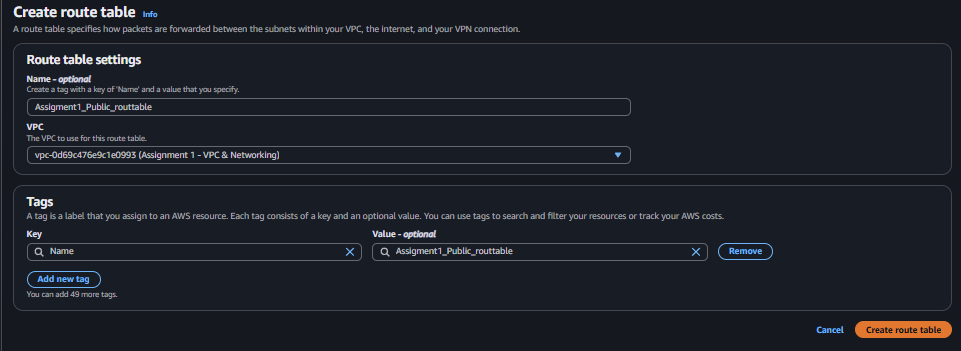 Create route table Info
A route table specifies how packets are forwarded between the subnets within your VPC, the internet, and your VPN connection.
Route table settings
Name - optional
Create a tag with a key of 'Name' and a value that you specify.
Assigment1_Public_routtable
VPC
The VPC to use for this route table.
vpc-0d69c476e9c1e0993 (Assignment 1 - VPC & Networking)
Tags
A tag is a label that you assign to an AWS resource. Each tag consists of a key and an optional value. You can use tags to search and filter your resources or track your AWS costs.
Key Value - optional
Name Assigment1_Public_routtable Remove
Add new tag
You can add 49 more tags.
Cancel Create route table